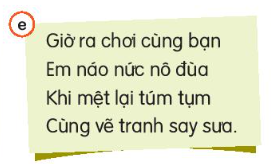 e
Giờ ra chơi cùng bạn
Em náo nức nô đùa
Khi mệt lại túm tụm
Cùng vẽ tranh say sưa.